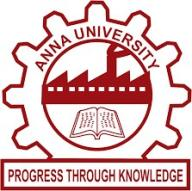 ANNA UNIVERSITY
PROGRESS THROUGH KNOWLEDGE